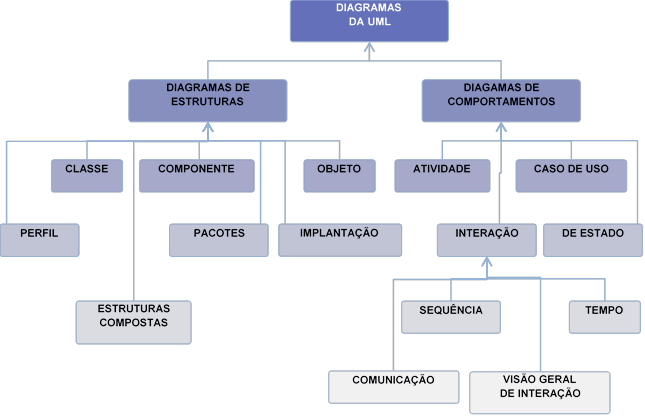 DIAGRAMAS
DA UML
DIAGRAMAS DE
ESTRUTURAS
DIAGAMAS DE
COMPORTAMENTOS
CLASSE
COMPONENTE
OBJETO
ATIVIDADE
CASO DE USO
PERFIL
PACOTES
IMPLANTAÇÃO
INTERAÇÃO
DE ESTADO
ESTRUTURAS
COMPOSTAS
SEQUÊNCIA
TEMPO
COMUNICAÇÃO
VISÃO GERAL
DE INTERAÇÃO